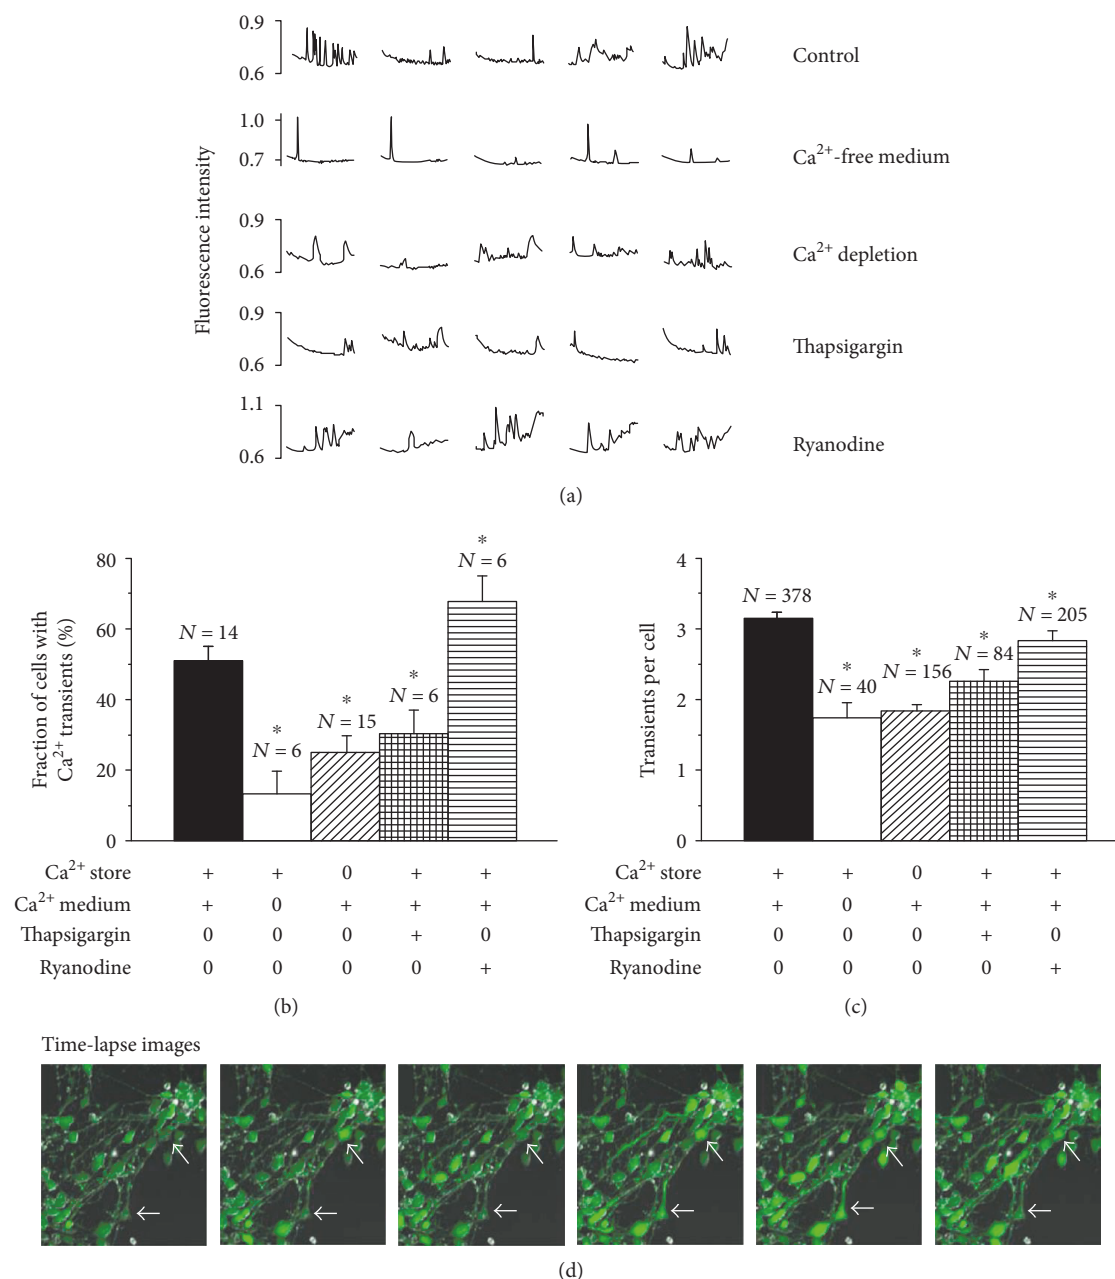 Fluorescence intensity
0.9
0.6
Control
1.0
0.7
Ca²⁺-free medium
0.9
0.6
Ca²⁺ depletion
0.9
0.6
Thapsigargin
1.1
0.6
Ryanodine
(a)
Fraction of cells with
Ca²⁺ transients (%)
80
60
40
20
0
N = 14
*
N = 6
*
N = 15
*
N = 6
*
N = 6
Ca²⁺ store + + 0 + +
Ca²⁺ medium + 0 + + +
Thapsigargin 0 0 0 + 0
Ryanodine 0 0 0 0 +
(b)
Transients per cell
4
3
2
1
0
N = 378
*
N = 40
*
N = 156
*
N = 84
*
N = 205
Ca²⁺ store + + 0 + +
Ca²⁺ medium + 0 + + +
Thapsigargin 0 0 0 + 0
Ryanodine 0 0 0 0 +
(c)
Time-lapse images
(d)